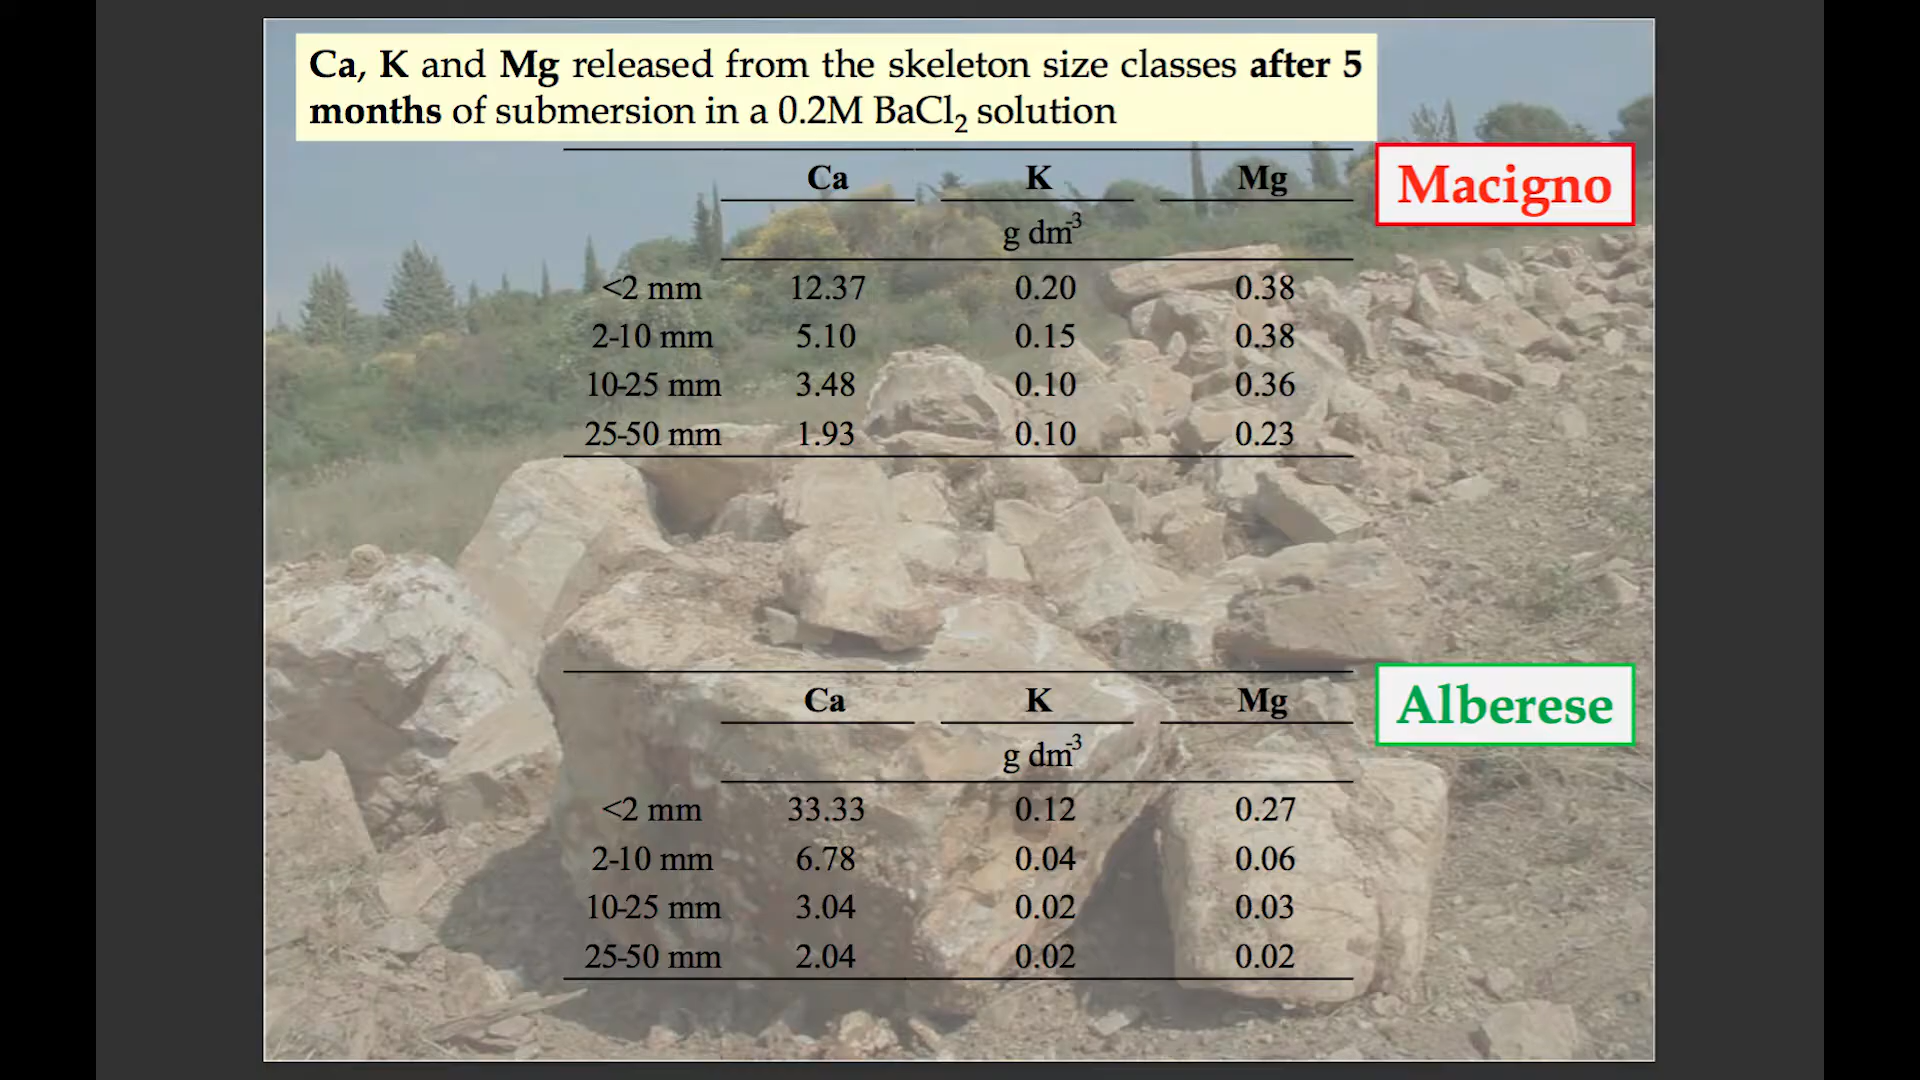 Ca, K and Mg released from the skeleton size classes after 5
months of submersion in a 0.2M BaCl₂ solution
Macigno
Ca K Mg
g dm⁻³
<2 mm 12.37 0.20 0.38
2-10 mm 5.10 0.15 0.38
10-25 mm 3.48 0.10 0.36
25-50 mm 1.93 0.10 0.23
Alberese
Ca K Mg
g dm⁻³
<2 mm 33.33 0.12 0.27
2-10 mm 6.78 0.04 0.06
10-25 mm 3.04 0.02 0.03
25-50 mm 2.04 0.02 0.02